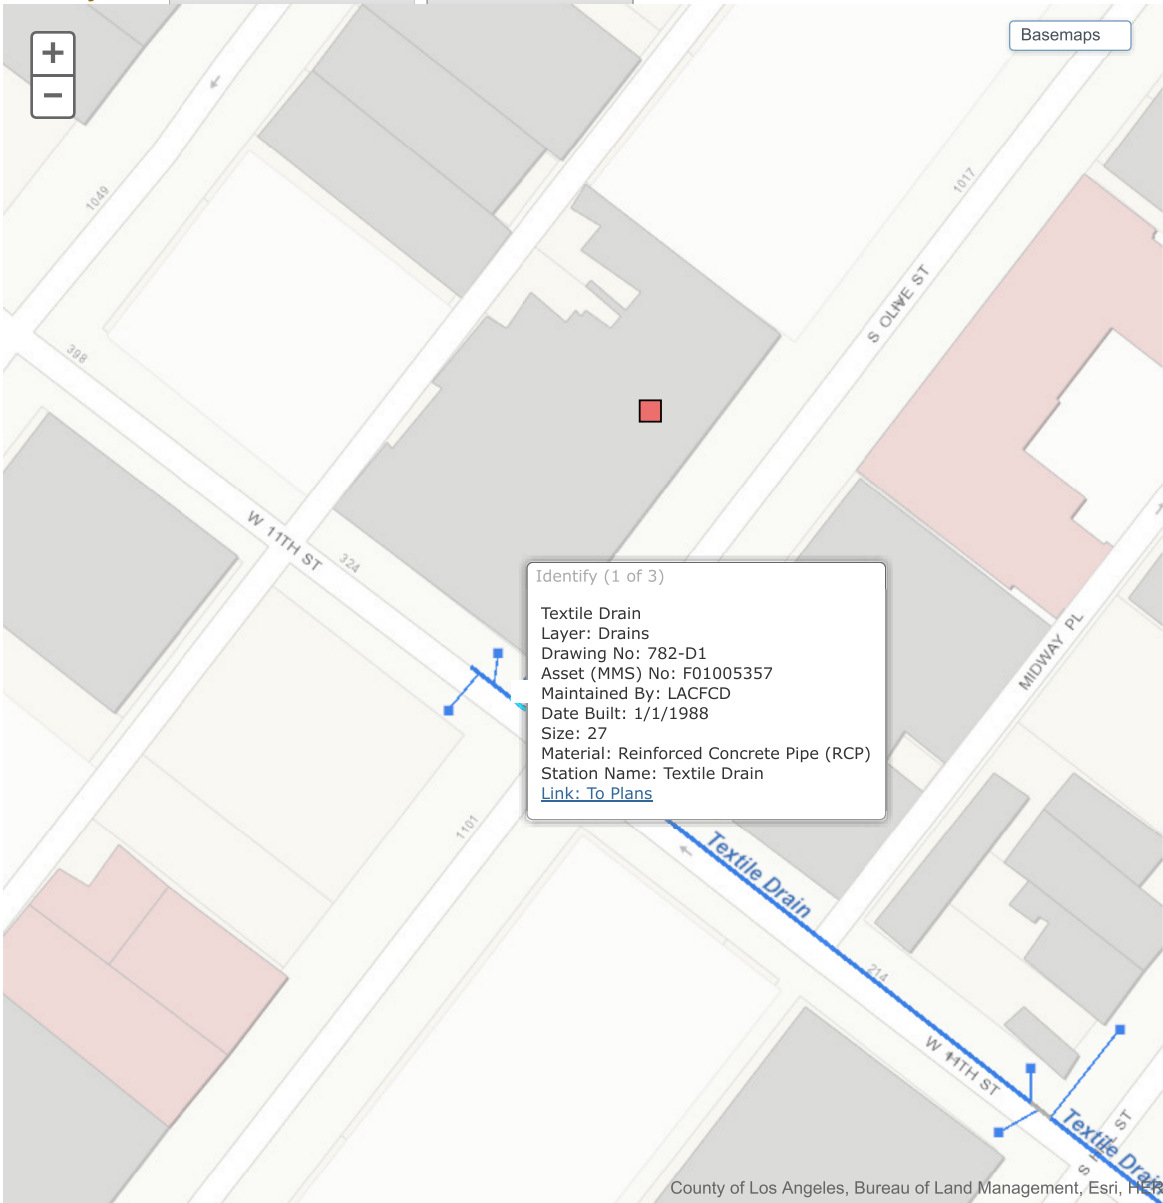 +
Basemaps
−
1049
1017
S OLIVE ST
398
W 11TH ST
324
Identify (1 of 3)
Textile Drain
Layer: Drains
Drawing No: 782-D1
Asset (MMS) No: F01005357
Maintained By: LACFCD
Date Built: 1/1/1988
Size: 27
Material: Reinforced Concrete Pipe (RCP)
Station Name: Textile Drain
Link: To Plans
MIDWAY PL
1101
Textile Drain
214
W 11TH ST
Textile Drain
County of Los Angeles, Bureau of Land Management, Esri,